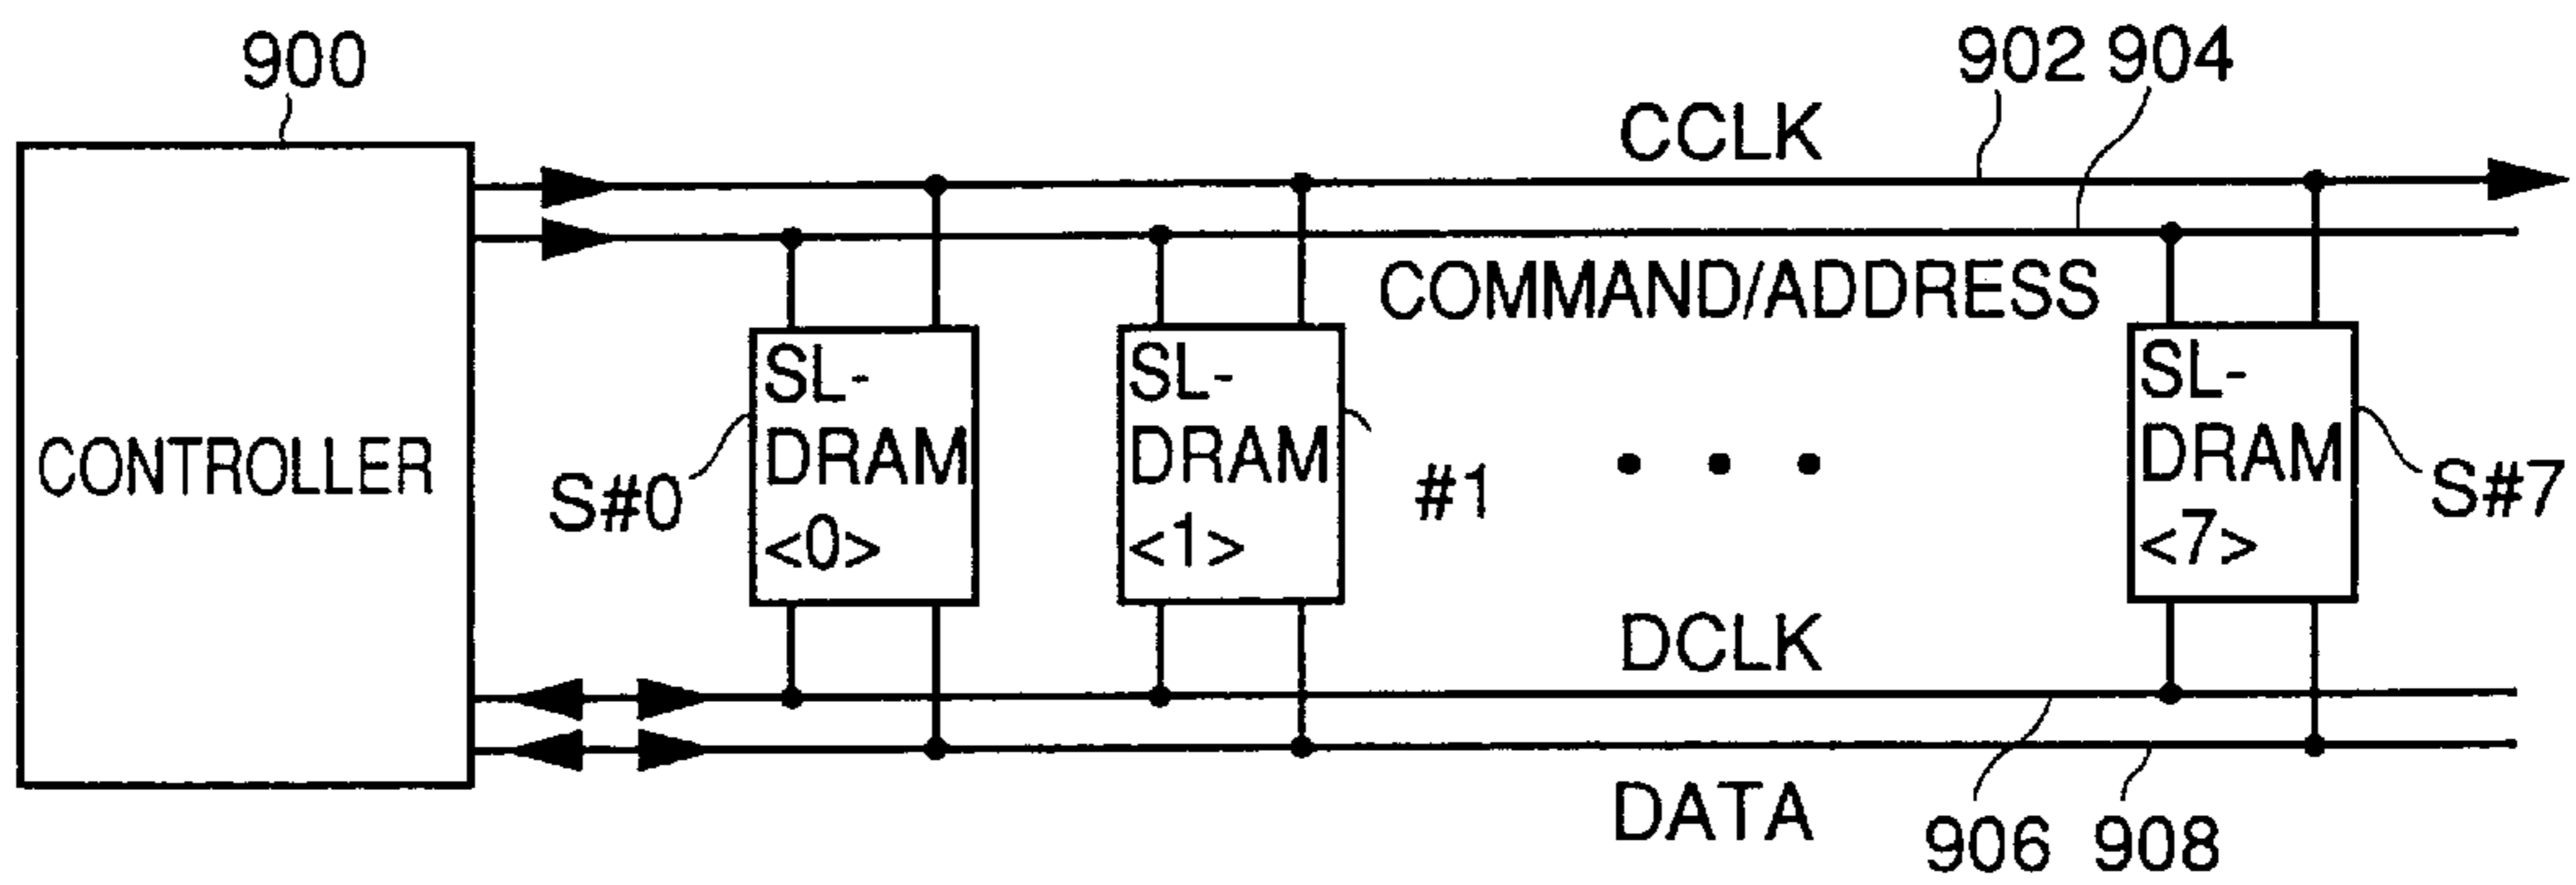 900
902 904
CCLK
COMMAND/ADDRESS
CONTROLLER
SL-
DRAM
<0>
S#0
SL-
DRAM
<1>
#1
SL-
DRAM
<7>
S#7
DCLK
DATA
906 908